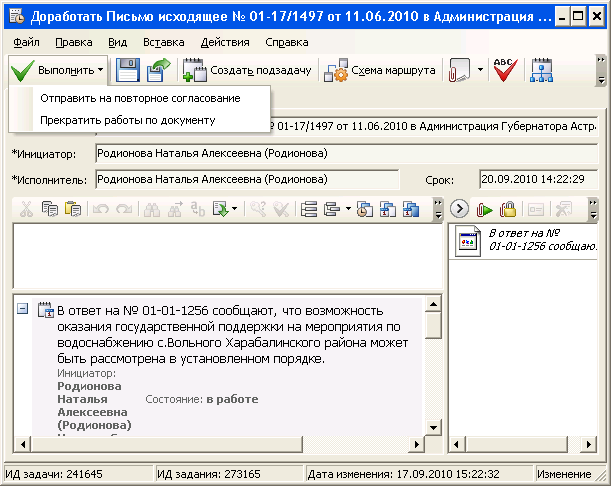 Доработать Письмо исходящее № 01-17/1497 от 11.06.2010 в Администрация ...
Файл Правка Вид Вставка Действия Справка
Выполнить Создать подзадачу Схема маршрута ABC
Отправить на повторное согласование
Прекратить работы по документу
№ 01-17/1497 от 11.06.2010 в Администрация Губернатора Астра
*Инициатор: Родионова Наталья Алексеевна (Родионова)
*Исполнитель: Родионова Наталья Алексеевна (Родионова) Срок: 20.09.2010 14:22:29
В ответ на №
01-01-1256 сообщаю
В ответ на № 01-01-1256 сообщают, что возможность
оказания государственной поддержки на мероприятия по
водоснабжению с.Вольного Харабалинского района может
быть рассмотрена в установленном порядке.
Инициатор:
Родионова
Наталья Состояние: в работе
Алексеевна
(Родионова)
ИД задачи: 241645 ИД задания: 273165 Дата изменения: 17.09.2010 15:22:32 Изменение